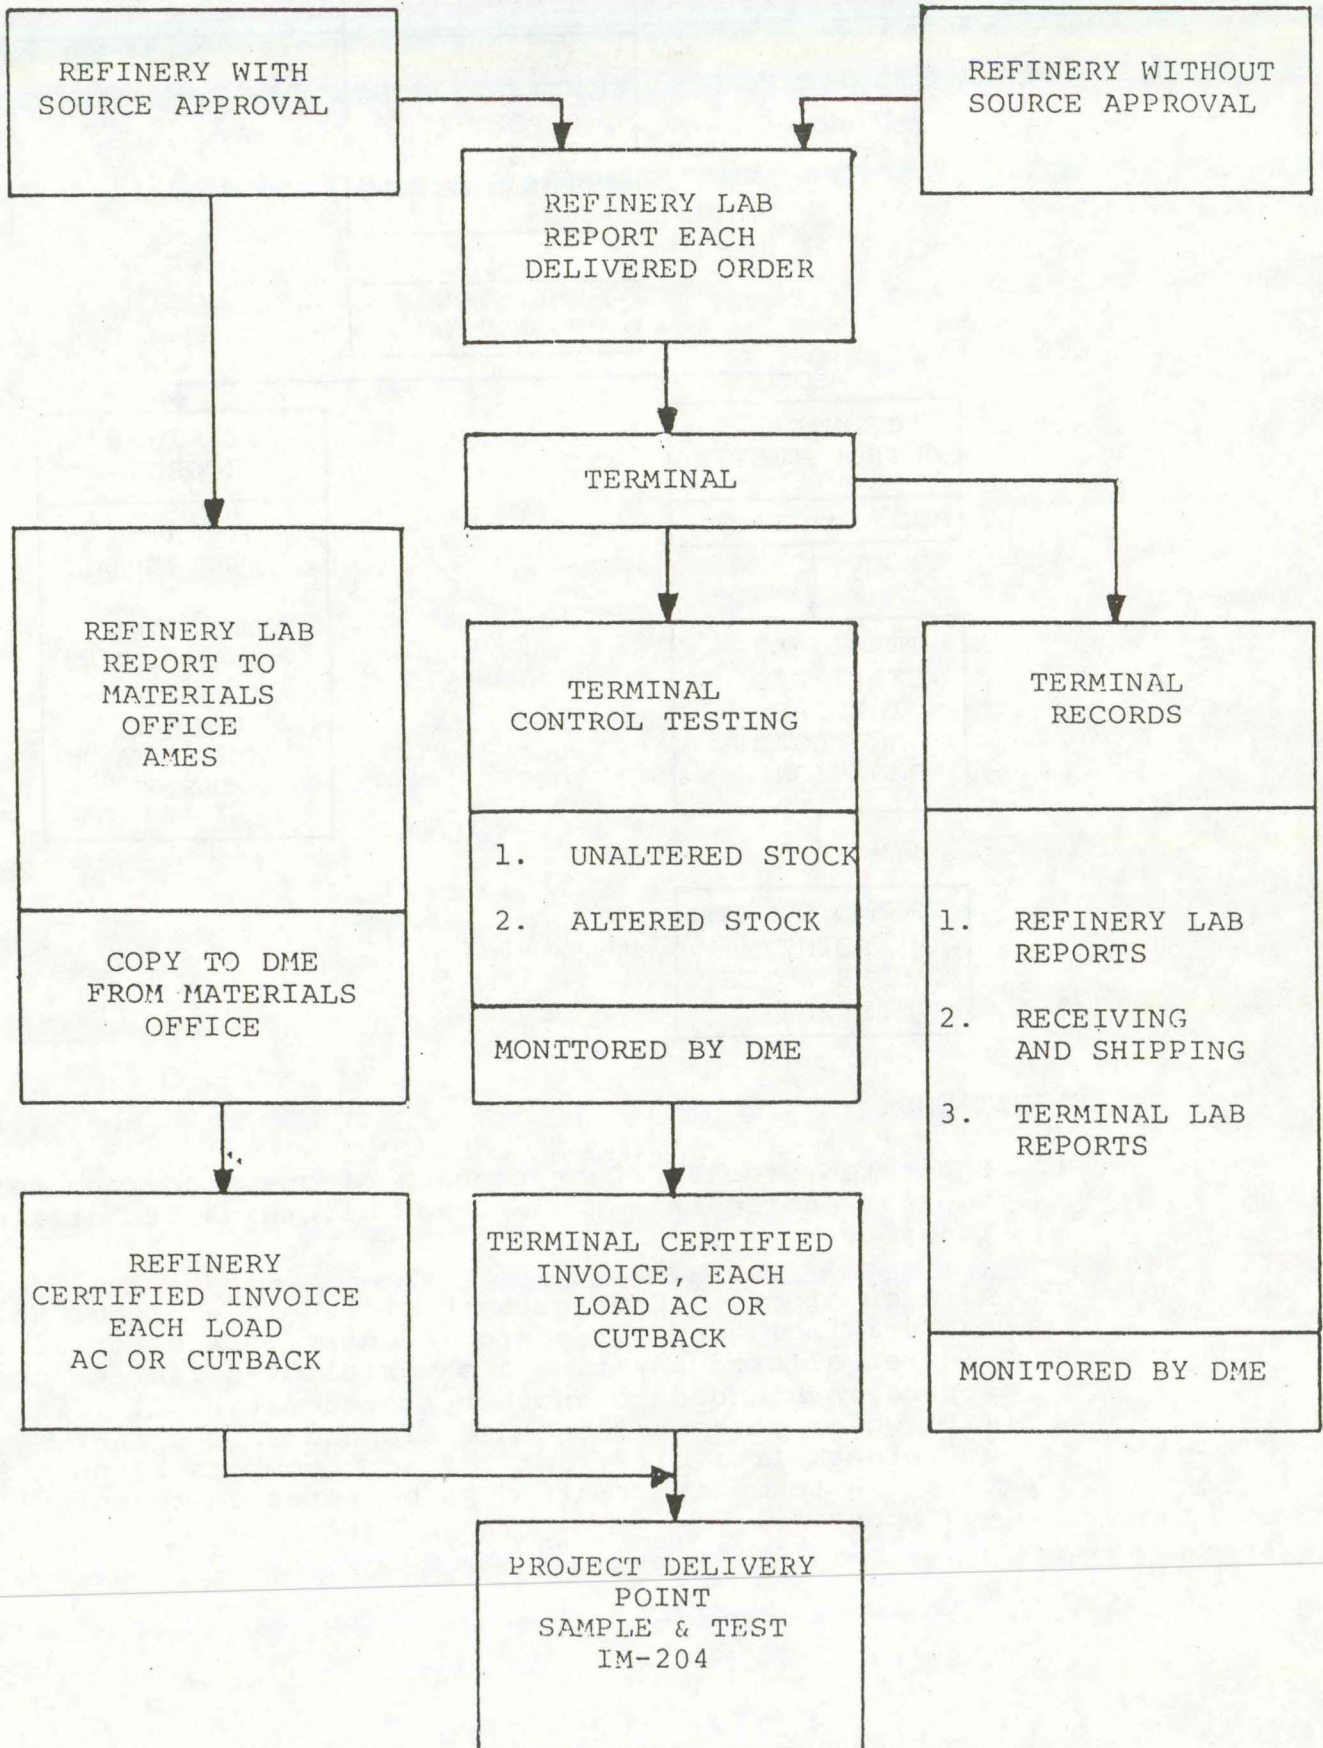 REFINERY WITH
SOURCE APPROVAL
REFINERY WITHOUT
SOURCE APPROVAL
REFINERY LAB
REPORT EACH
DELIVERED ORDER
TERMINAL
REFINERY LAB
REPORT TO
MATERIALS
OFFICE
AMES
COPY TO DME
FROM MATERIALS
OFFICE
TERMINAL
CONTROL TESTING
1. UNALTERED STOCK
2. ALTERED STOCK
MONITORED BY DME
TERMINAL
RECORDS
1. REFINERY LAB
REPORTS
2. RECEIVING
AND SHIPPING
3. TERMINAL LAB
REPORTS
MONITORED BY DME
REFINERY
CERTIFIED INVOICE
EACH LOAD
AC OR CUTBACK
TERMINAL CERTIFIED
INVOICE, EACH
LOAD AC OR
CUTBACK
PROJECT DELIVERY
POINT
SAMPLE & TEST
IM-204